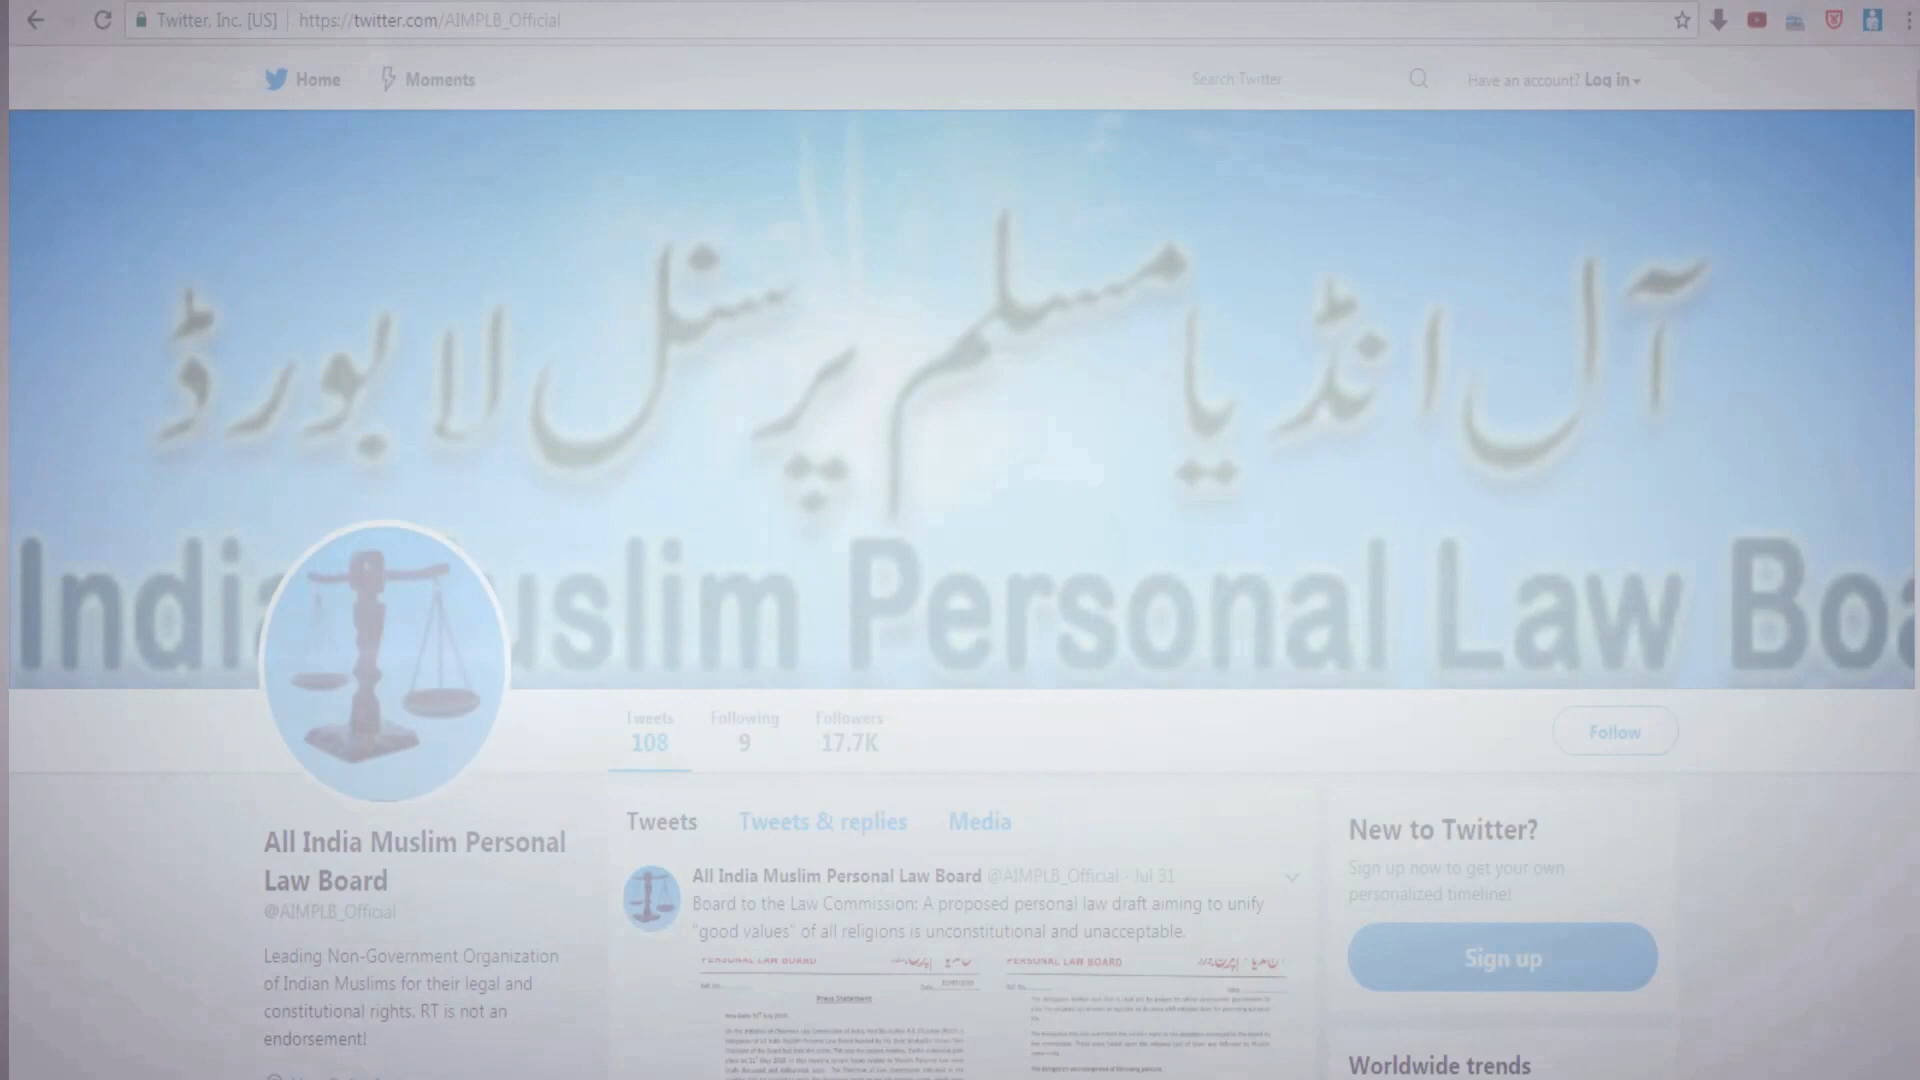 Twitter, Inc. [US] https://twitter.com/AIMPLB_Official
Home Moments Search Twitter Have an account? Log in
آل انڈیا مسلم پرسنل لا بورڈ
India Muslim Personal Law Boa
Tweets Following Followers
108 9 17.7K Follow
All India Muslim Personal
Law Board
@AIMPLB_Official
Leading Non-Government Organization
of Indian Muslims for their legal and
constitutional rights. RT is not an
endorsement!
Tweets Tweets & replies Media
All India Muslim Personal Law Board @AIMPLB_Official · Jul 31
Board to the Law Commission: A proposed personal law draft aiming to unify
"good values" of all religions is unconstitutional and unacceptable.
PERSONAL LAW BOARD
Press Statement
PERSONAL LAW BOARD
New to Twitter?
Sign up now to get your own
personalized timeline!
Sign up
Worldwide trends